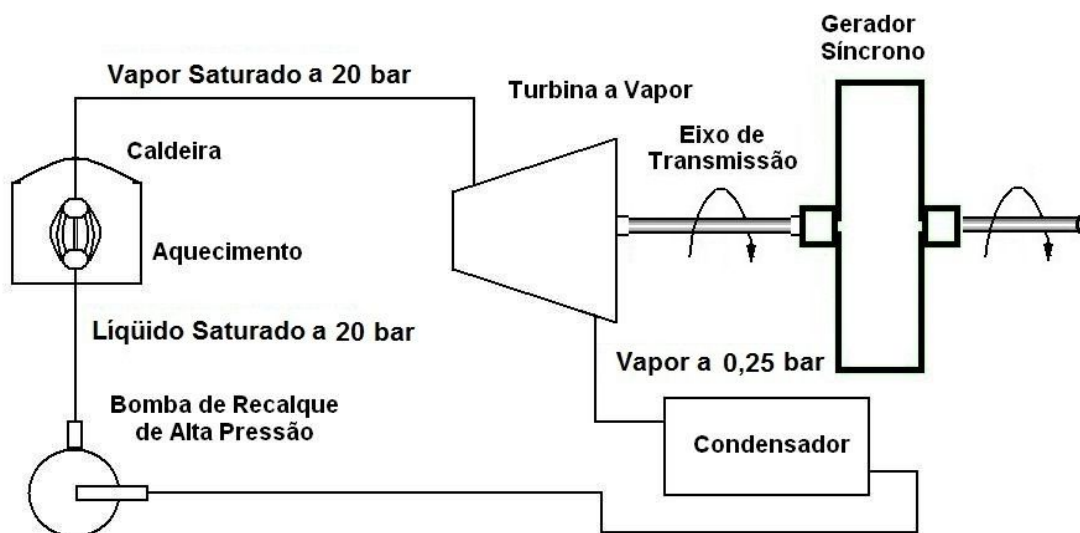 Gerador
Síncrono
Vapor Saturado a 20 bar
Turbina a Vapor
Eixo de
Transmissão
Caldeira
Aquecimento
Líqüido Saturado a 20 bar
Vapor a 0,25 bar
Bomba de Recalque
de Alta Pressão
Condensador